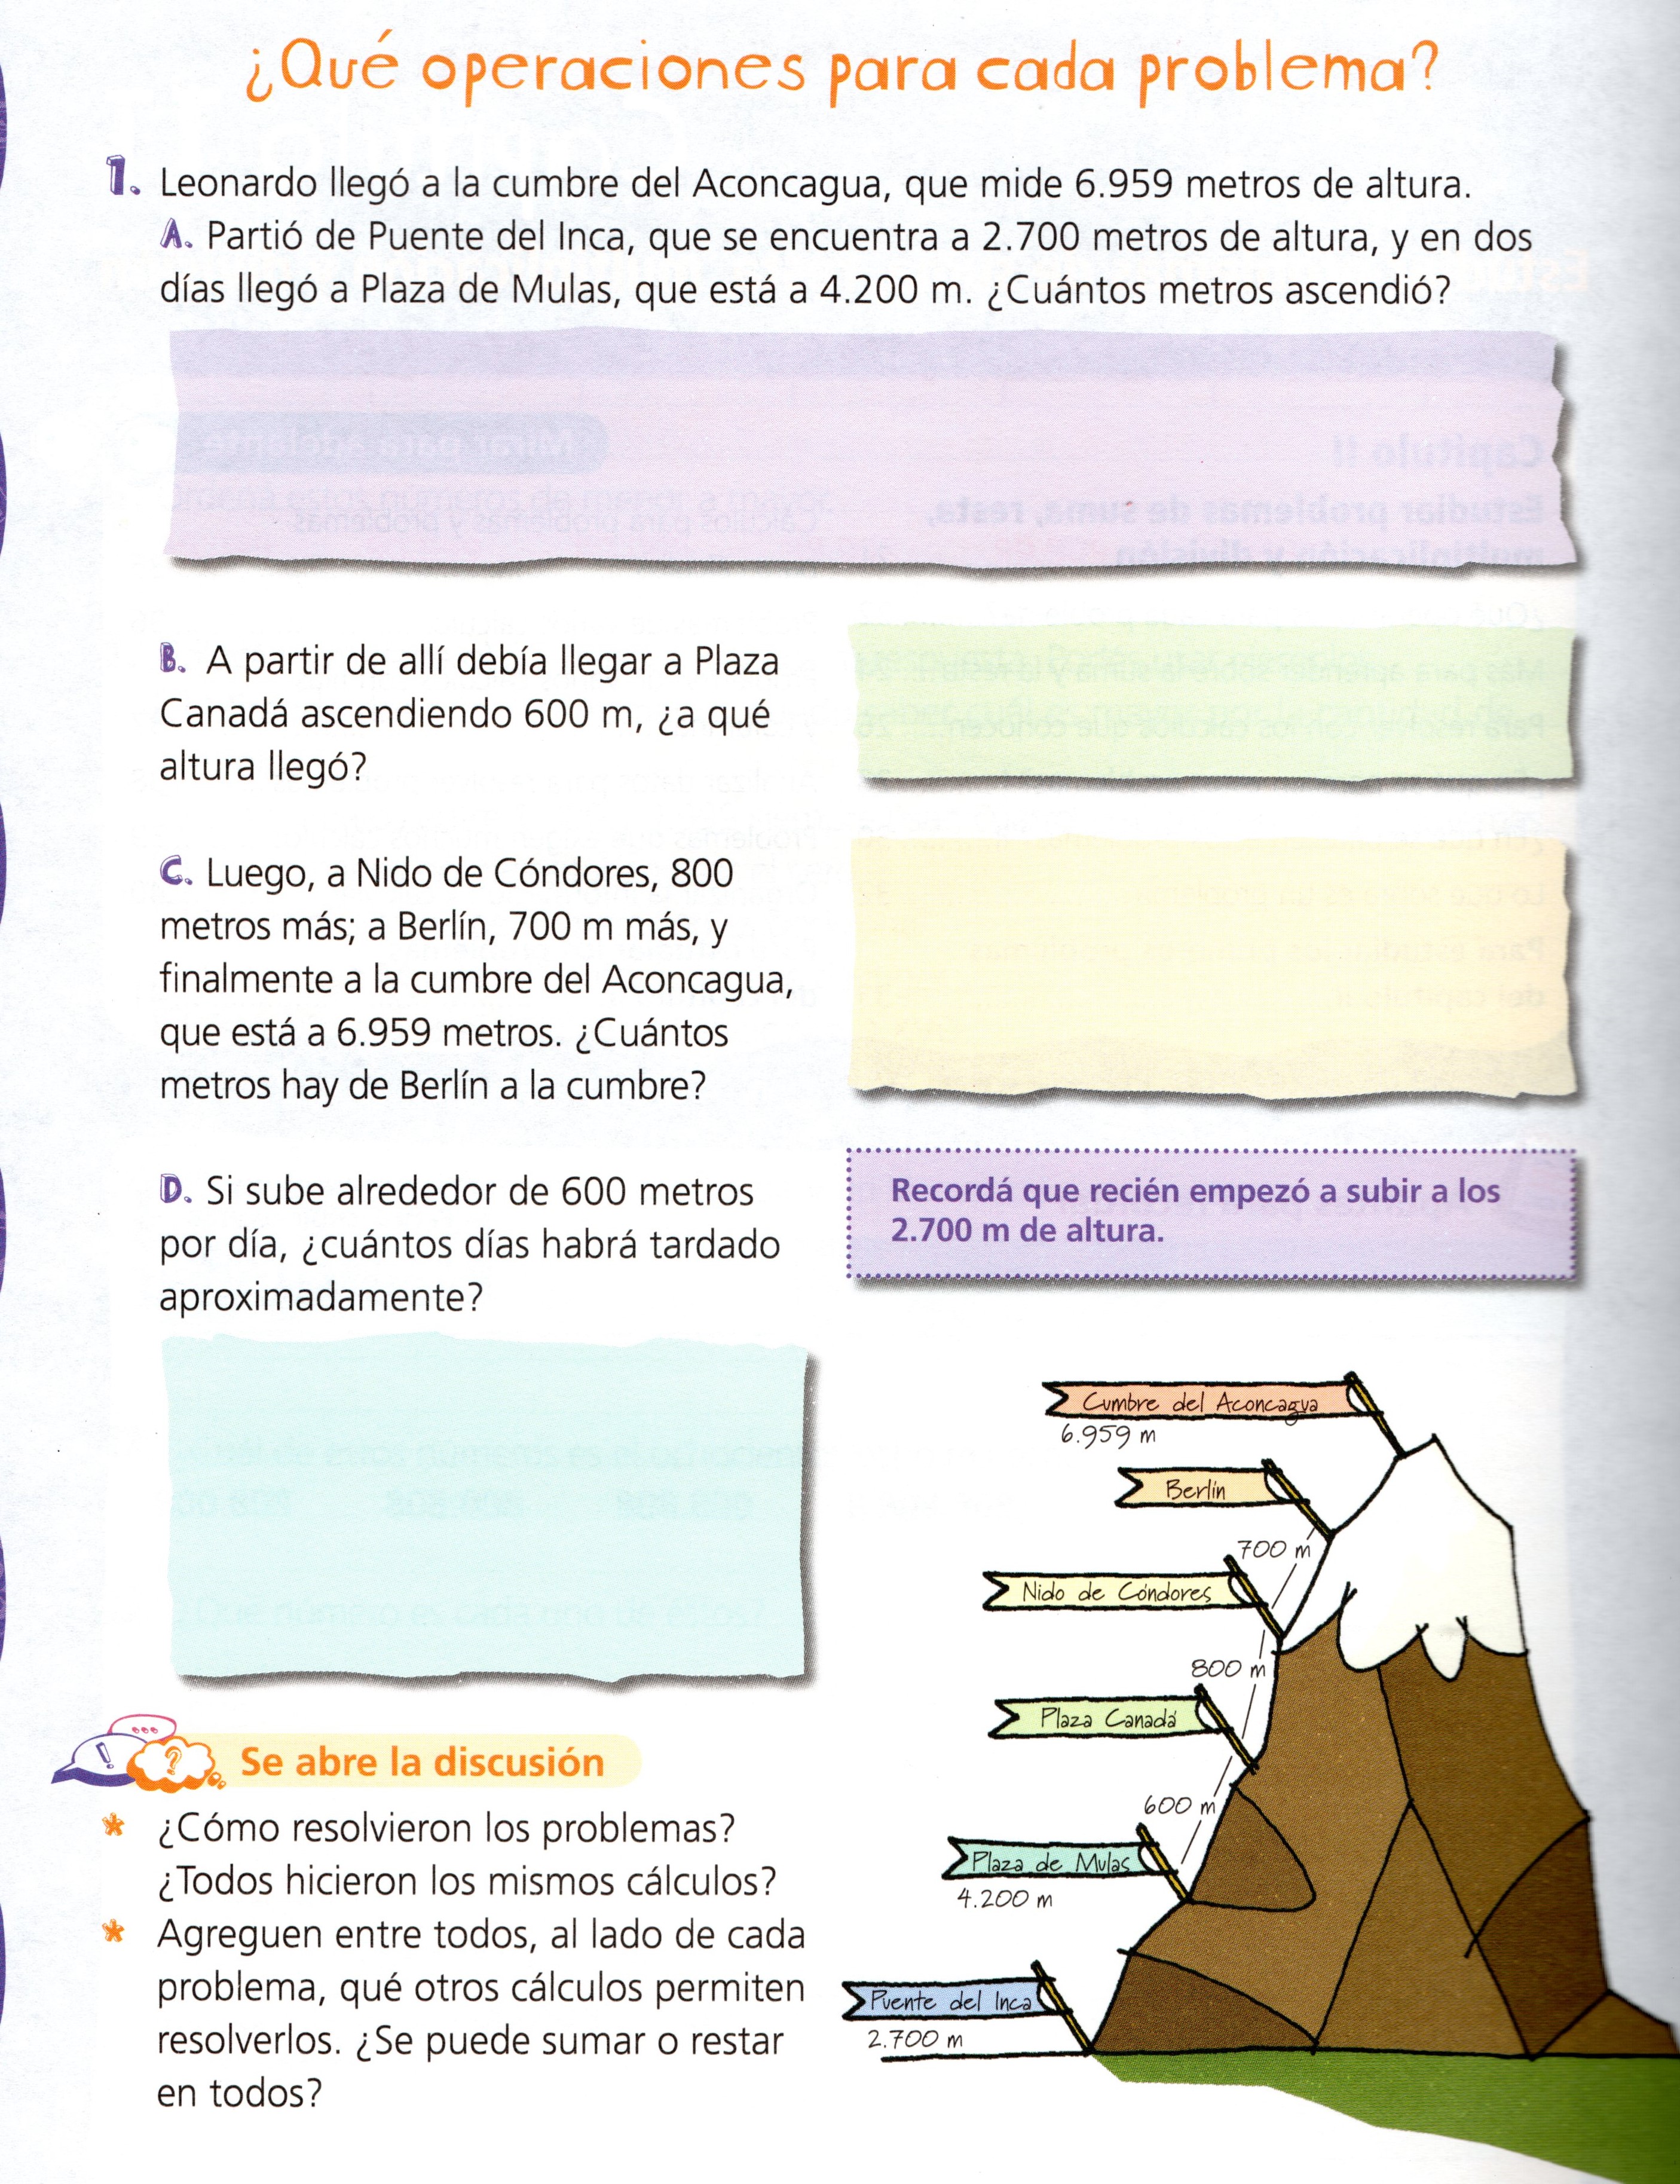 ¿Qué operaciones para cada problema?
1. Leonardo llegó a la cumbre del Aconcagua, que mide 6.959 metros de altura.
A. Partió de Puente del Inca, que se encuentra a 2.700 metros de altura, y en dos
días llegó a Plaza de Mulas, que está a 4.200 m. ¿Cuántos metros ascendió?
B. A partir de allí debía llegar a Plaza
Canadá ascendiendo 600 m, ¿a qué
altura llegó?
C. Luego, a Nido de Cóndores, 800
metros más; a Berlín, 700 m más, y
finalmente a la cumbre del Aconcagua,
que está a 6.959 metros. ¿Cuántos
metros hay de Berlín a la cumbre?
D. Si sube alrededor de 600 metros
por día, ¿cuántos días habrá tardado
aproximadamente?
Recordá que recién empezó a subir a los
2.700 m de altura.
Cumbre del Aconcagua
6.959 m
Berlín
700 m
Nido de Cóndores
800 m
Plaza Canadá
600 m
Plaza de Mulas
4.200 m
Puente del Inca
2.700 m
Se abre la discusión
* ¿Cómo resolvieron los problemas?
¿Todos hicieron los mismos cálculos?
* Agreguen entre todos, al lado de cada
problema, qué otros cálculos permiten
resolverlos. ¿Se puede sumar o restar
en todos?